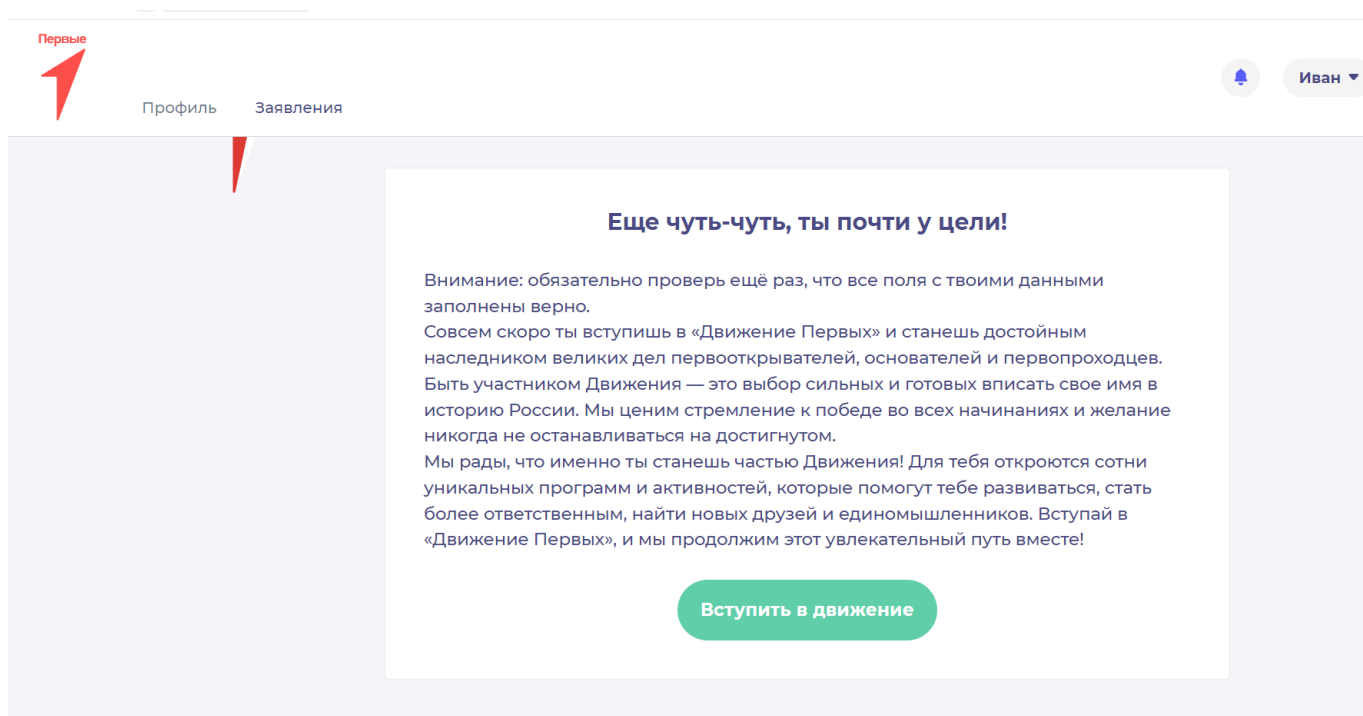 Первые
Профиль Заявления
Иван
Еще чуть-чуть, ты почти у цели!
Внимание: обязательно проверь ещё раз, что все поля с твоими данными
заполнены верно.
Совсем скоро ты вступишь в «Движение Первых» и станешь достойным
наследником великих дел первооткрывателей, основателей и первопроходцев.
Быть участником Движения — это выбор сильных и готовых вписать свое имя в
историю России. Мы ценим стремление к победе во всех начинаниях и желание
никогда не останавливаться на достигнутом.
Мы рады, что именно ты станешь частью Движения! Для тебя откроются сотни
уникальных программ и активностей, которые помогут тебе развиваться, стать
более ответственным, найти новых друзей и единомышленников. Вступай в
«Движение Первых», и мы продолжим этот увлекательный путь вместе!
Вступить в движение